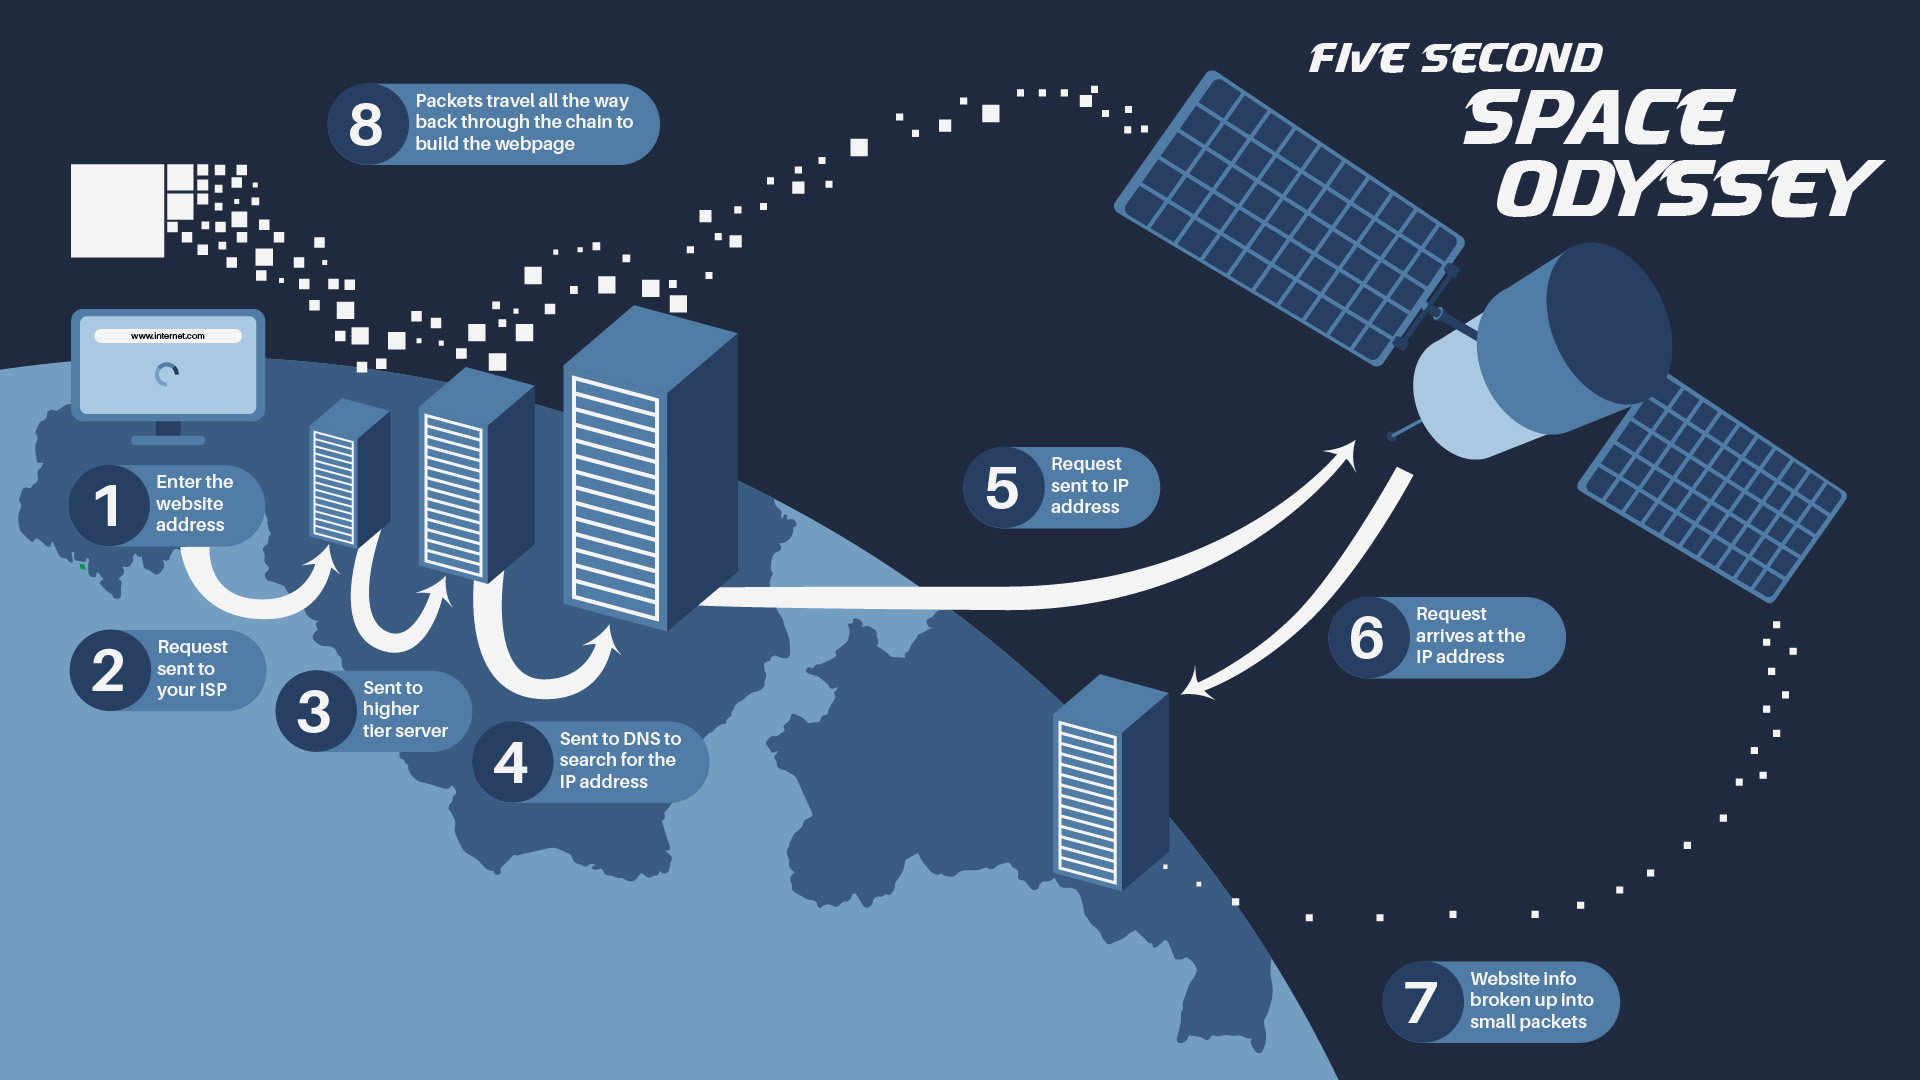 FIVE SECOND
SPACE
ODYSSEY
8
Packets travel all the way
back through the chain to
build the webpage
www.internet.com
1
Enter the
website
address
2
Request
sent to
your ISP
3
Sent to
higher
tier server
4
Sent to DNS to
search for the
IP address
5
Request
sent to IP
address
6
Request
arrives at the
IP address
7
Website info
broken up into
small packets